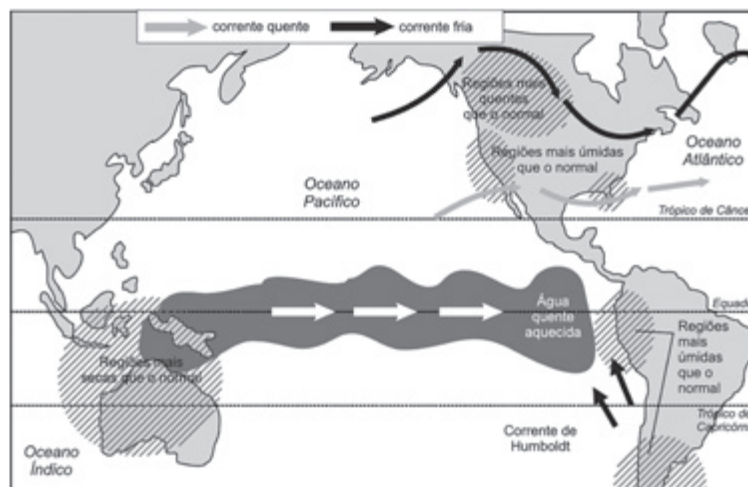 corrente quente
corrente fria
Regiões mais
quentes
que o normal
Oceano
Atlântico
Regiões mais úmidas
que o normal
Oceano
Pacífico
Trópico de Cânce
Equado
Água
quente
aquecida
Regiões
mais
úmidas
que o
normal
Regiões mais
secas que o normal
Trópico de
Capricórni
Corrente de
Humboldt
Oceano
Índico